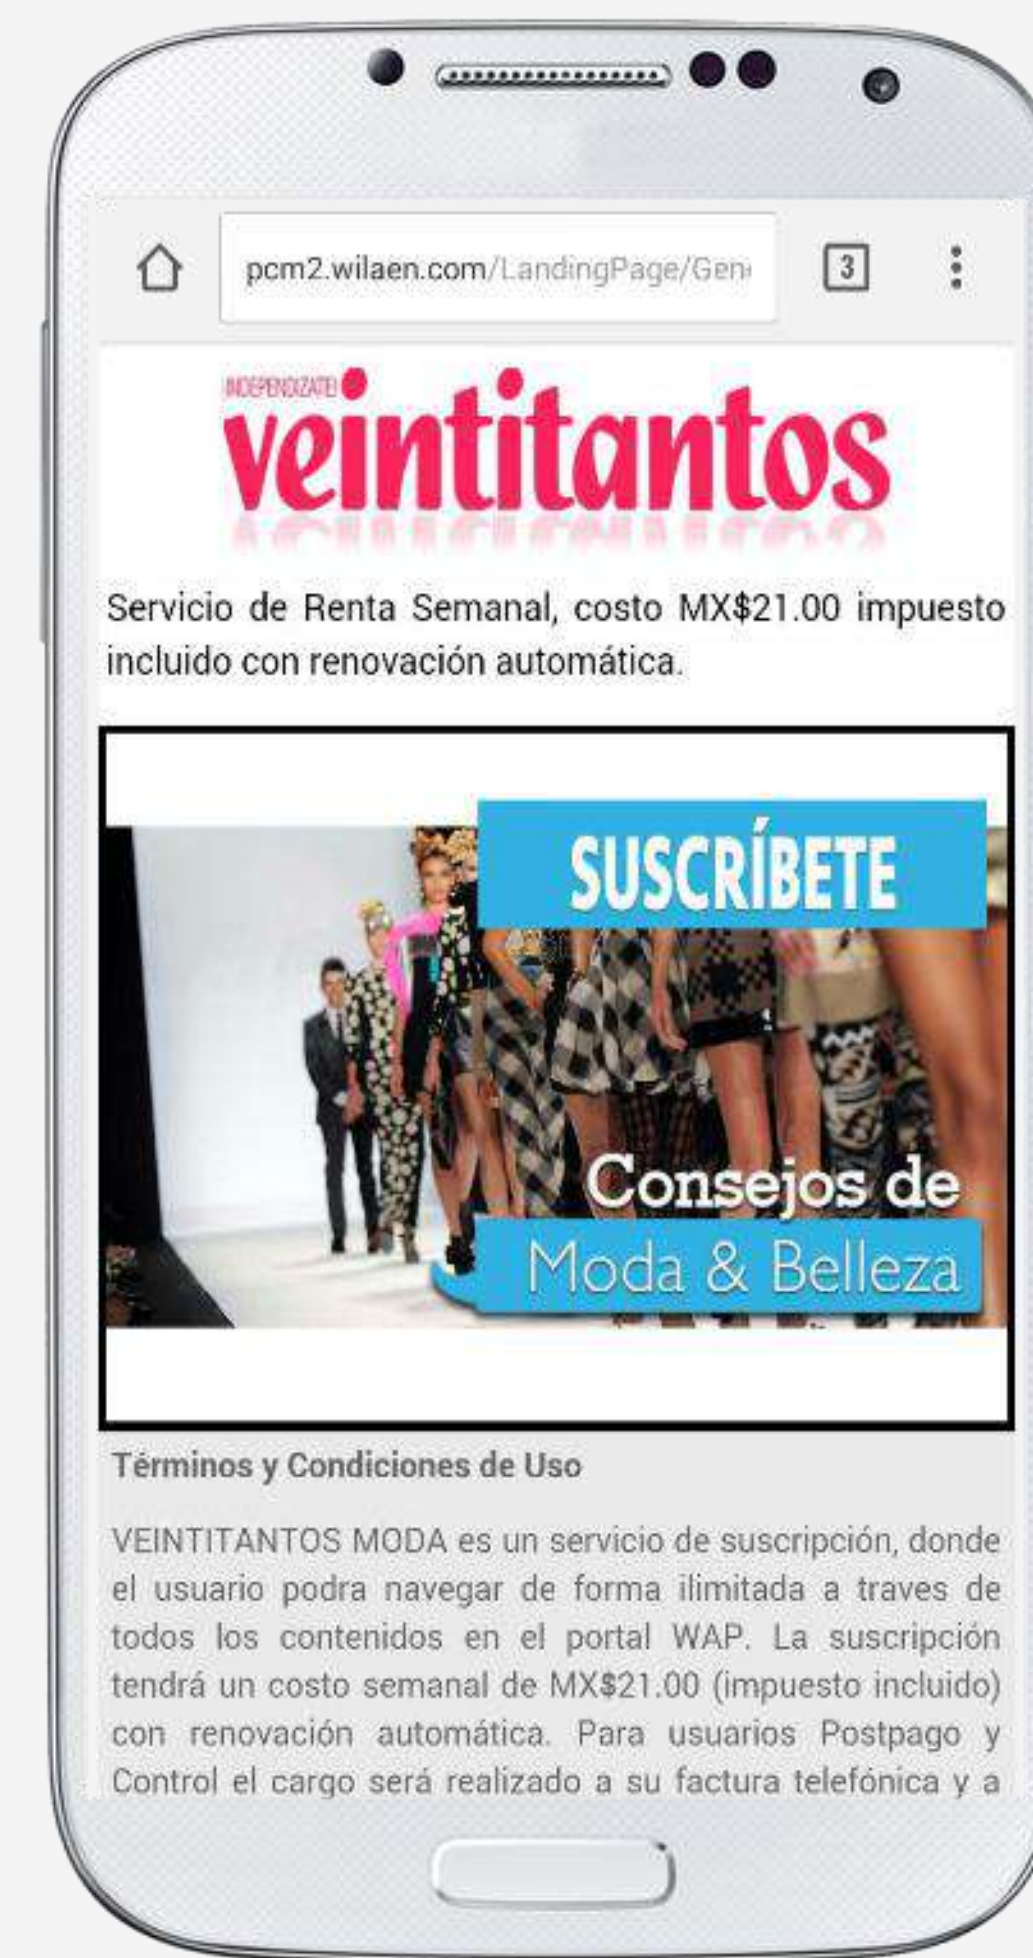 pcm2.wilaen.com/LandingPage/Gen
3
INDEPENDIZATE!
veintitantos
Servicio de Renta Semanal, costo MX$21.00 impuesto
incluido con renovación automática.
SUSCRÍBETE
Consejos de
Moda & Belleza
Términos y Condiciones de Uso
VEINTITANTOS MODA es un servicio de suscripción, donde
el usuario podra navegar de forma ilimitada a traves de
todos los contenidos en el portal WAP. La suscripción
tendrá un costo semanal de MX$21.00 (impuesto incluido)
con renovación automática. Para usuarios Postpago y
Control el cargo será realizado a su factura telefónica y a